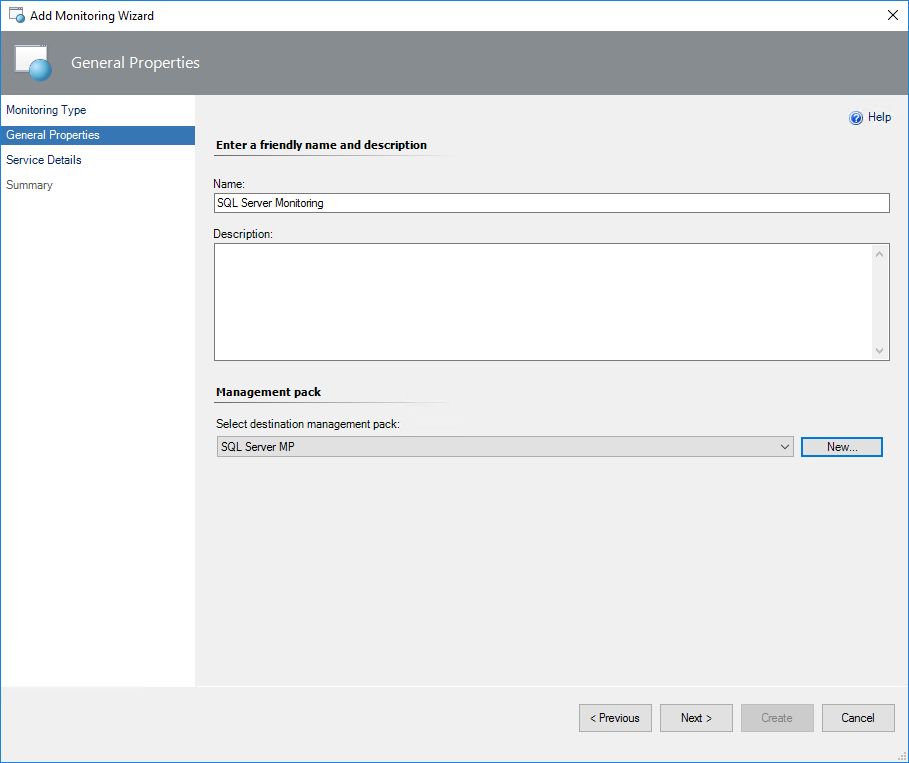 Add Monitoring Wizard
General Properties
Monitoring Type
General Properties
Service Details
Summary
Help
Enter a friendly name and description
Name:
SQL Server Monitoring
Description:
Management pack
Select destination management pack:
SQL Server MP
New...
< Previous
Next >
Create
Cancel